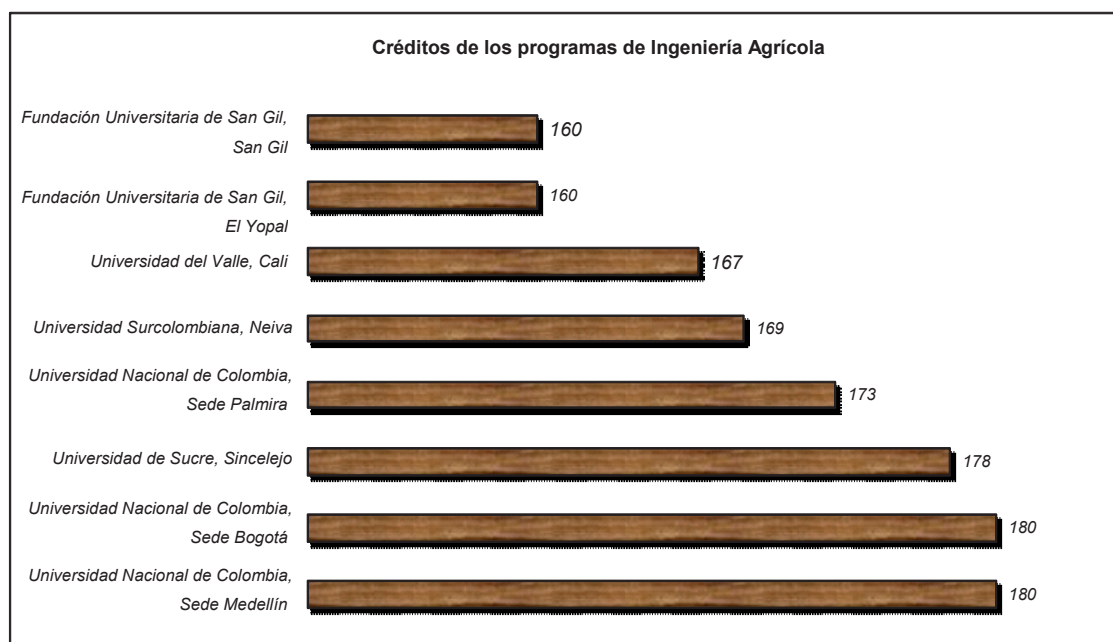 Créditos de los programas de Ingeniería Agrícola
Fundación Universitaria de San Gil,
San Gil
160
Fundación Universitaria de San Gil,
El Yopal
160
Universidad del Valle, Cali
167
Universidad Surcolombiana, Neiva
169
Universidad Nacional de Colombia,
Sede Palmira
173
Universidad de Sucre, Sincelejo
178
Universidad Nacional de Colombia,
Sede Bogotá
180
Universidad Nacional de Colombia,
Sede Medellín
180